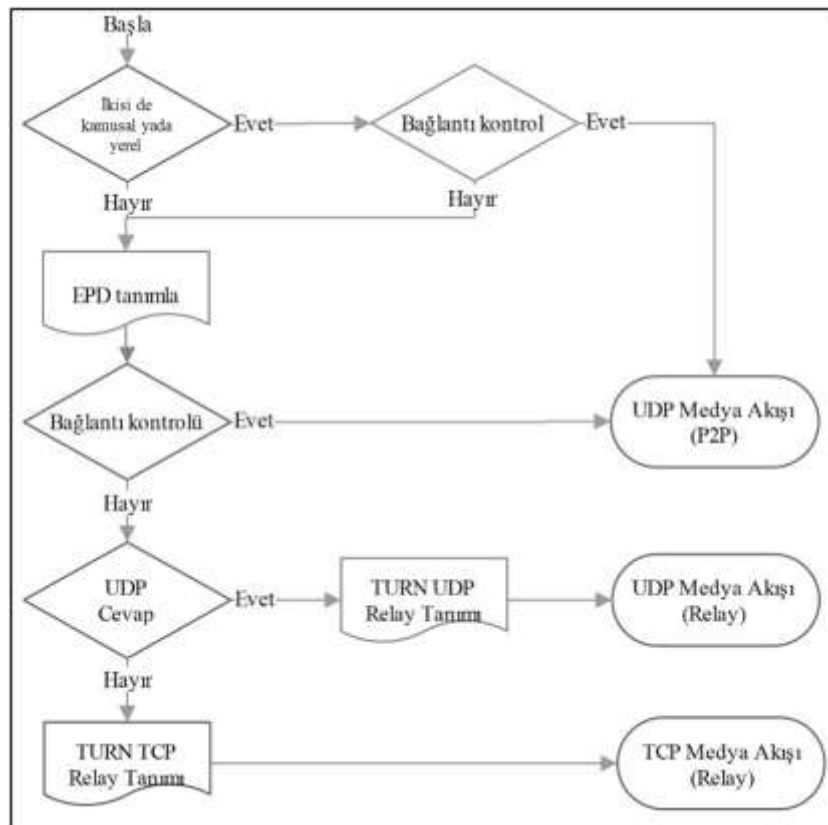 Başla
İkisi de
kamusal yada
yerel
Evet
Bağlantı kontrol
Evet
Hayır
Hayır
EPD tanımla
Bağlantı kontrolü
Evet
UDP Medya Akışı
(P2P)
Hayır
UDP
Cevap
Evet
TURN UDP
Relay Tanımı
UDP Medya Akışı
(Relay)
Hayır
TURN TCP
Relay Tanımı
TCP Medya Akışı
(Relay)